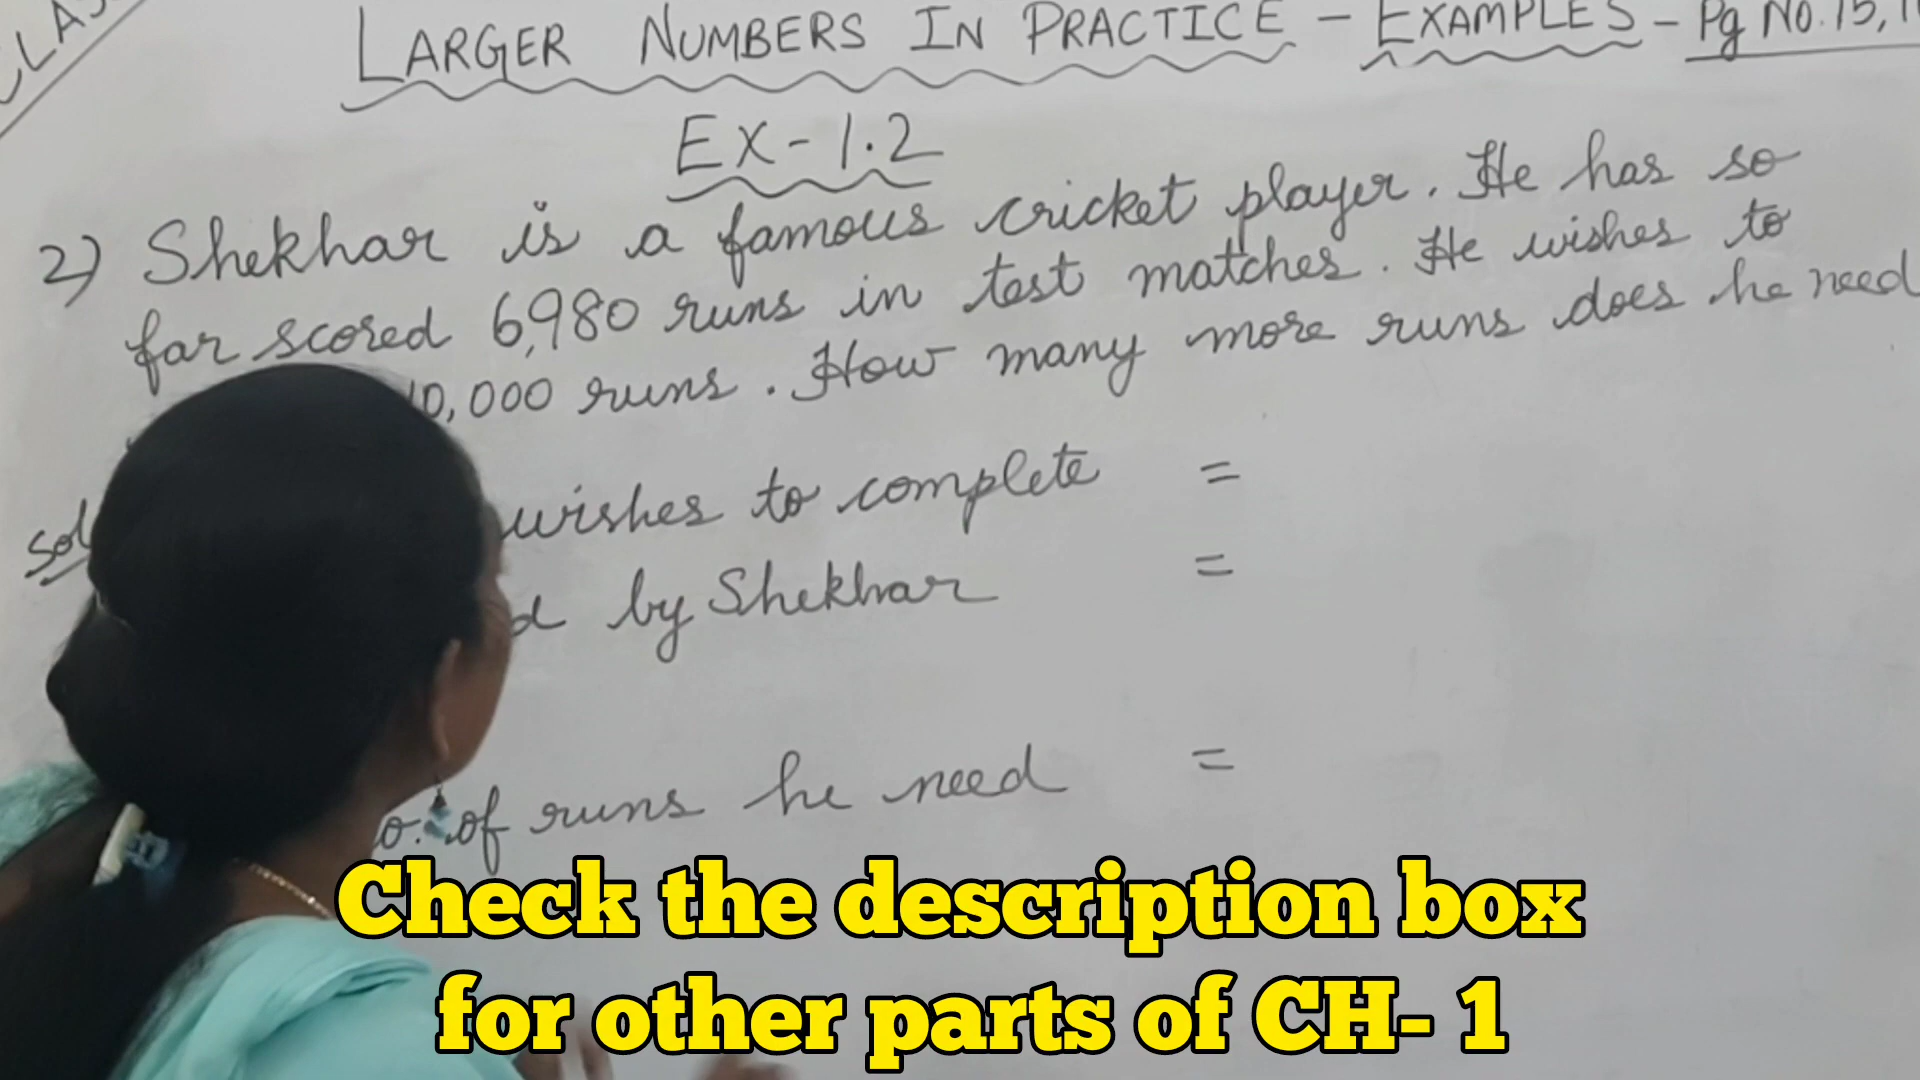 LARGER NUMBERS IN PRACTICE - EXAMPLES - Pg No. 15,
EX-1.2
2) Shekhar is a famous cricket player. He has so
far scored 6,980 runs in test matches. He wishes to
10,000 runs. How many more runs does he need
wishes to complete =
by Shekhar =
of runs he need =
Check the description box
for other parts of CH- 1